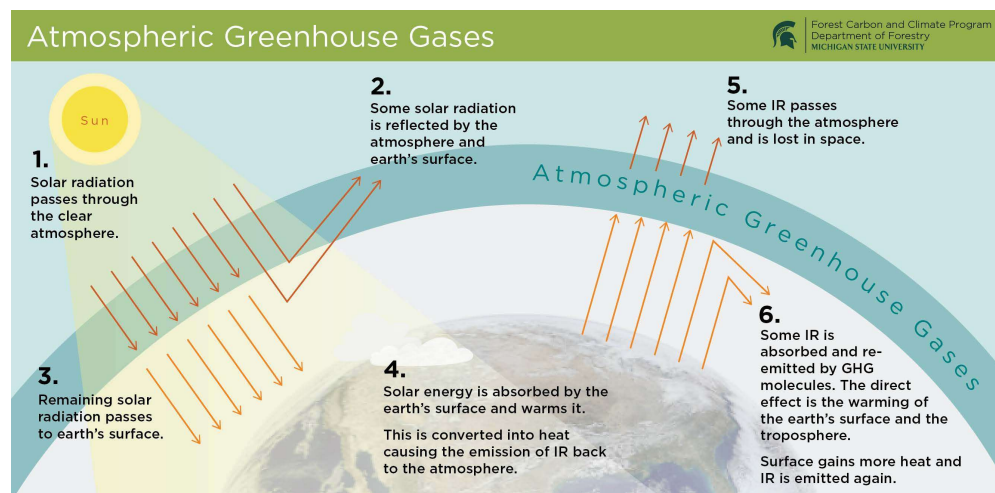 Atmospheric Greenhouse Gases
Forest Carbon and Climate Program
Department of Forestry
MICHIGAN STATE UNIVERSITY
Sun
1.
Solar radiation
passes through
the clear
atmosphere.
2.
Some solar radiation
is reflected by the
atmosphere and
earth's surface.
3.
Remaining solar
radiation passes
to earth's surface.
4.
Solar energy is absorbed by the
earth's surface and warms it.
This is converted into heat
causing the emission of IR back
to the atmosphere.
5.
Some IR passes
through the atmosphere
and is lost in space.
Atmospheric Greenhouse Gases
6.
Some IR is
absorbed and re-
emitted by GHG
molecules. The direct
effect is the warming of
the earth's surface and the
troposphere.
Surface gains more heat and
IR is emitted again.